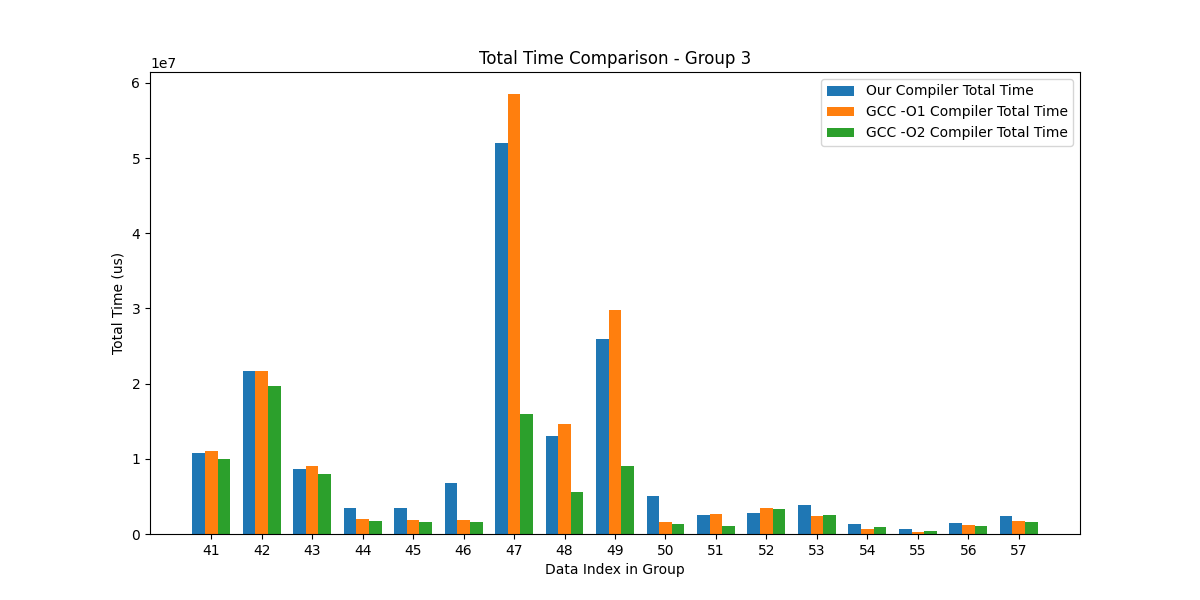 Total Time Comparison - Group 3
1e7
6
5
4
3
2
1
0
Total Time (us)
Our Compiler Total Time
GCC -O1 Compiler Total Time
GCC -O2 Compiler Total Time
41 42 43 44 45 46 47 48 49 50 51 52 53 54 55 56 57
Data Index in Group